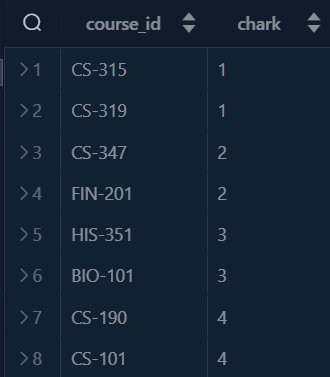 course_id chark
1 CS-315 1
2 CS-319 1
3 CS-347 2
4 FIN-201 2
5 HIS-351 3
6 BIO-101 3
7 CS-190 4
8 CS-101 4